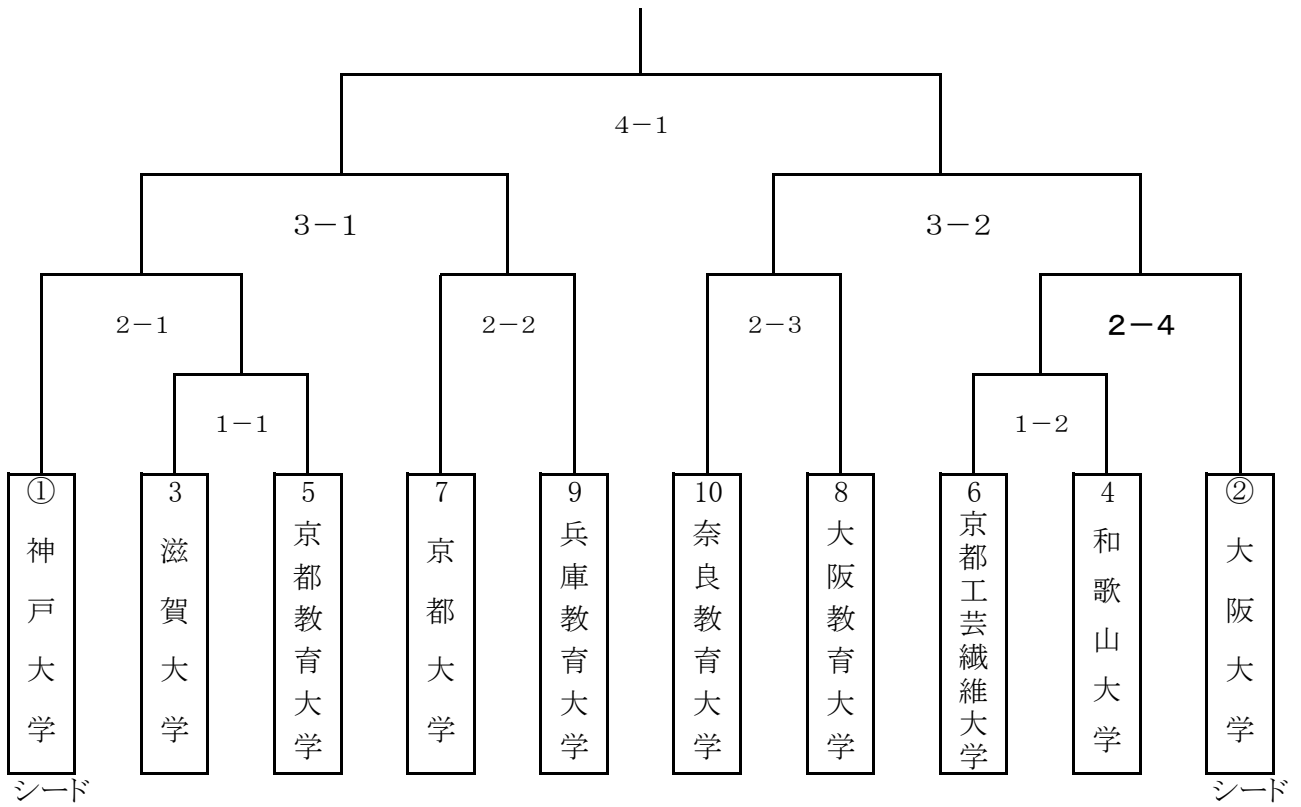 4－1
3－1
3－2
2－1
2－2
2－3
2－4
1－1
1－2
①神戸大学
3滋賀大学
5京都教育大学
7京都大学
9兵庫教育大学
10奈良教育大学
8大阪教育大学
6京都工芸繊維大学
4和歌山大学
②大阪大学
シード
シード